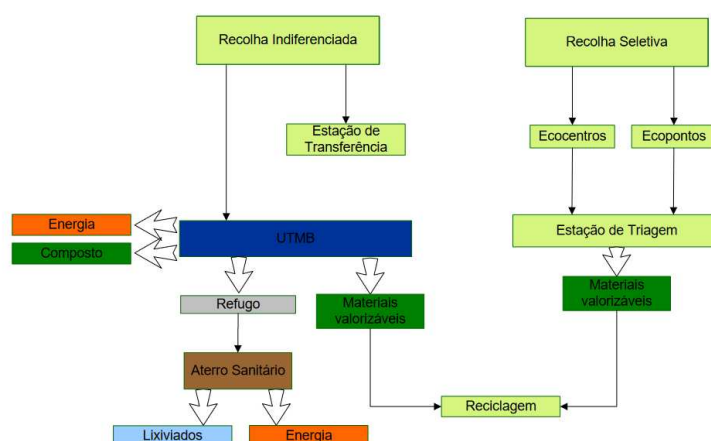 Recolha Indiferenciada
Recolha Seletiva
Estação de
Transferência
Ecocentros
Ecopontos
Energia
Composto
UTMB
Estação de Triagem
Refugo
Materiais
valorizáveis
Materiais
valorizáveis
Aterro Sanitário
Reciclagem
Lixiviados
Energia